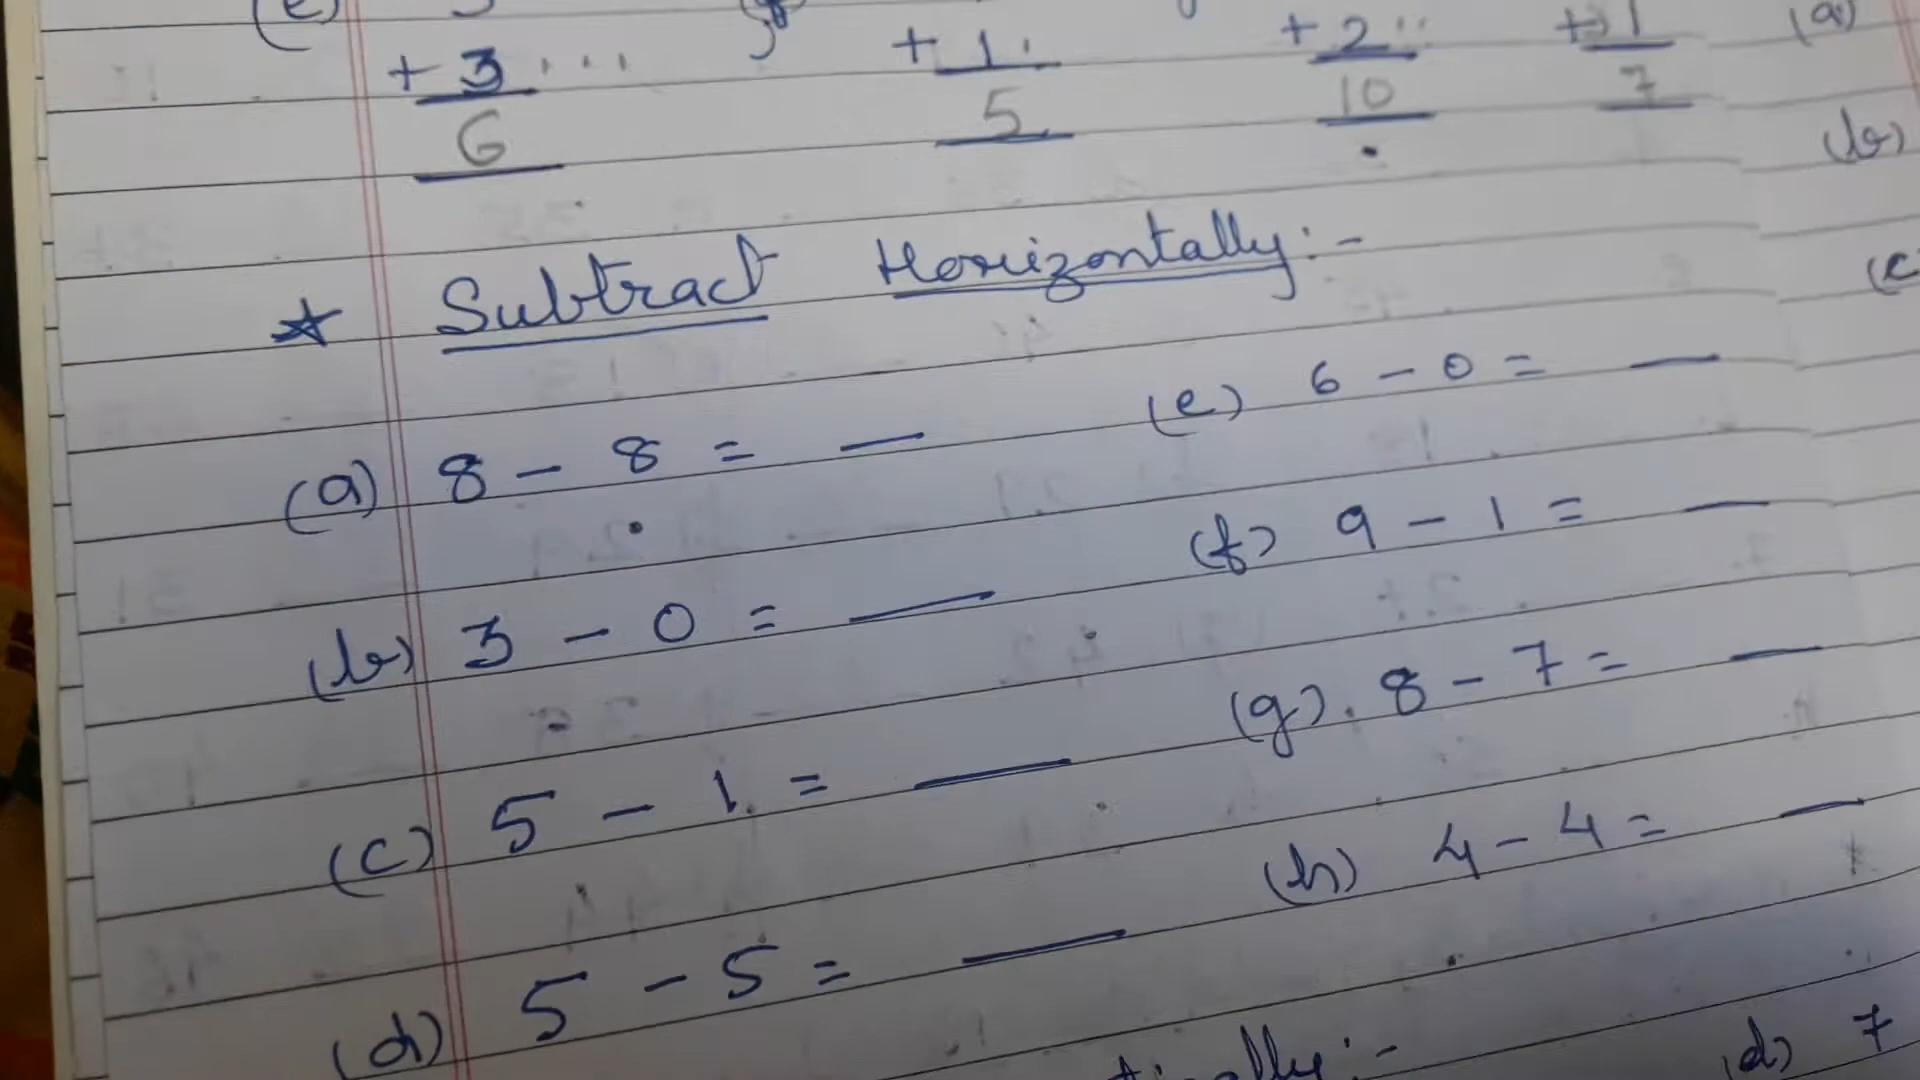 (e)
+ 3 ... + 1. + 2.. + 1 (a)
6 5 10 7
(b)
☆ Subtract Horizontally:-
(c
(a) 8 - 8 = __ (e) 6 - 0 = __
(b) 3 - 0 = __ (f) 9 - 1 = __
(c) 5 - 1 = __ (g). 8 - 7 = __
(d) 5 - 5 = __ (h) 4 - 4 = __
(d) 7